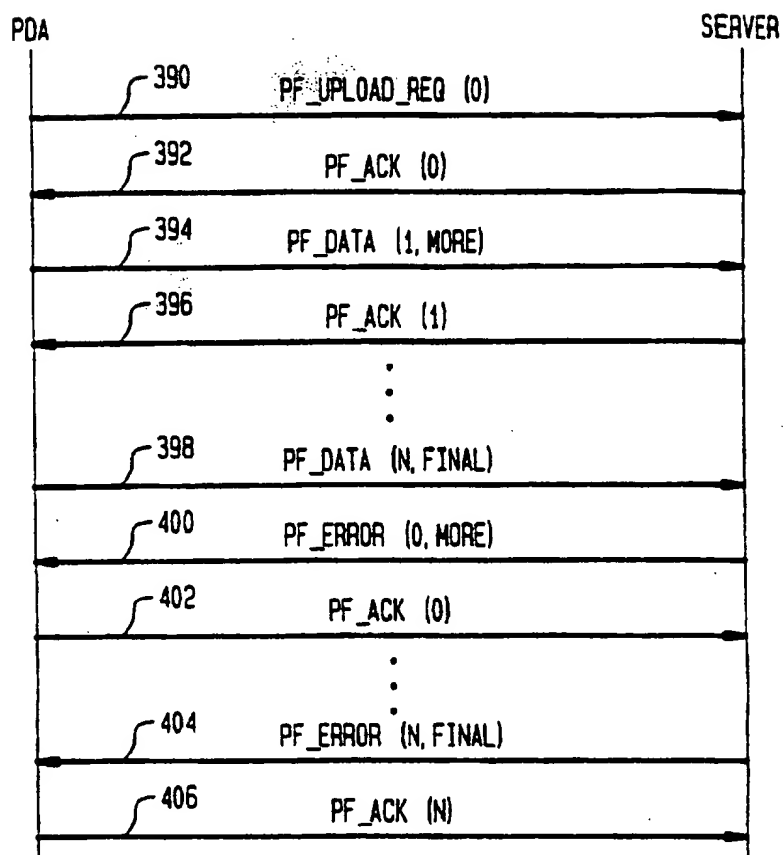 PDA SERVER
390 PF_UPLOAD_REQ (0)
392 PF_ACK (0)
394 PF_DATA (1, MORE)
396 PF_ACK (1)
398 PF_DATA (N, FINAL)
400 PF_ERROR (0, MORE)
402 PF_ACK (0)
404 PF_ERROR (N, FINAL)
406 PF_ACK (N)